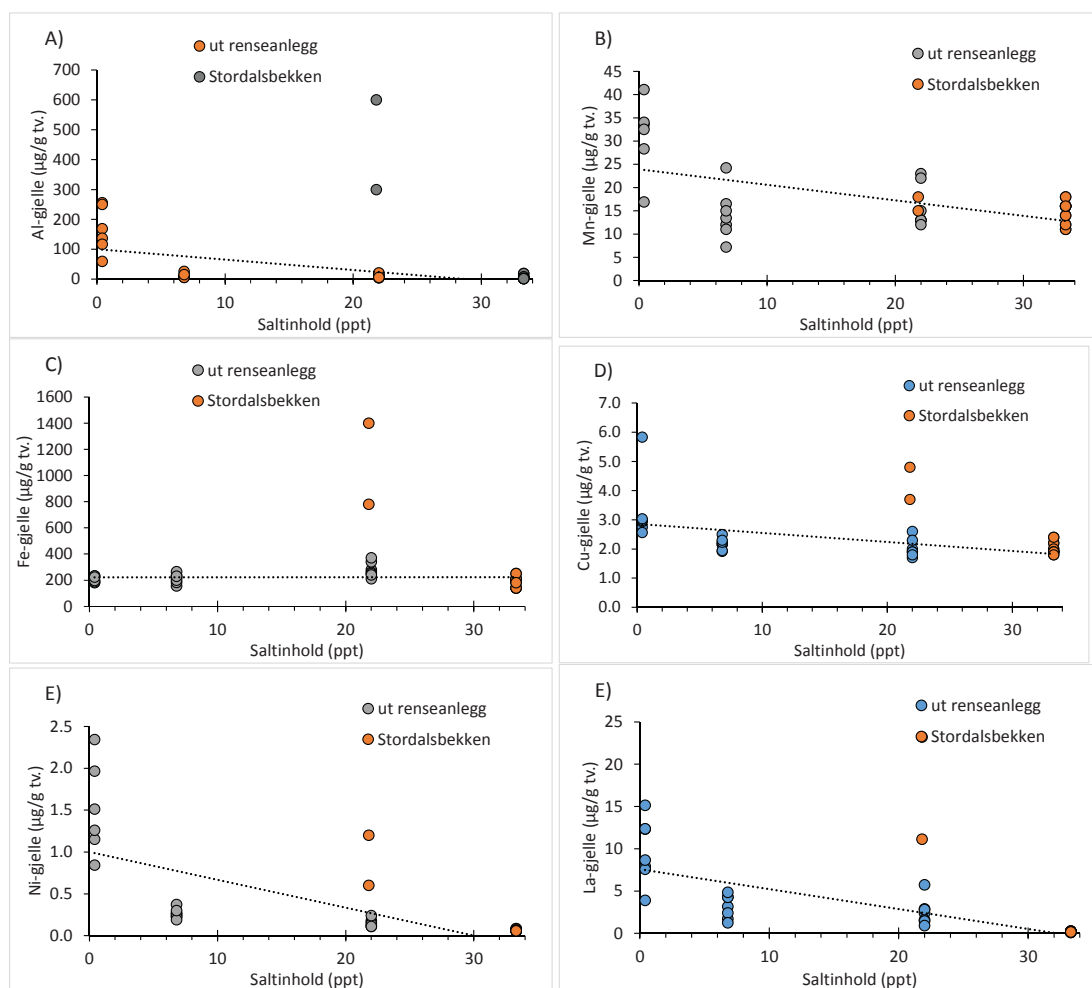 A)
ut renseanlegg
Stordalsbekken
Al-gjelle (µg/g tv.)
700
600
500
400
300
200
100
0
0 10 20 30
Saltinhold (ppt)
B)
ut renseanlegg
Stordalsbekken
Mn-gjelle (µg/g tv.)
45
40
35
30
25
20
15
10
5
0
0 10 20 30
Saltinhold (ppt)
C)
ut renseanlegg
Stordalsbekken
Fe-gjelle (µg/g tv.)
1600
1400
1200
1000
800
600
400
200
0
0 10 20 30
Saltinhold (ppt)
D)
ut renseanlegg
Stordalsbekken
Cu-gjelle (µg/g tv.)
7.0
6.0
5.0
4.0
3.0
2.0
1.0
0.0
0 10 20 30
Saltinhold (ppt)
E)
ut renseanlegg
Stordalsbekken
Ni-gjelle (µg/g tv.)
2.5
2.0
1.5
1.0
0.5
0.0
0 10 20 30
Saltinhold (ppt)
E)
ut renseanlegg
Stordalsbekken
La-gjelle (µg/g tv.)
25
20
15
10
5
0
0 10 20 30
Saltinhold (ppt)